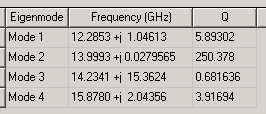 Eigenmode Frequency (GHz) Q
Mode 1 12.2853 +j 1.04613 5.89302
Mode 2 13.9993 +j 0.0279565 250.378
Mode 3 14.2341 +j 15.3624 0.681636
Mode 4 15.8780 +j 2.04356 3.91694